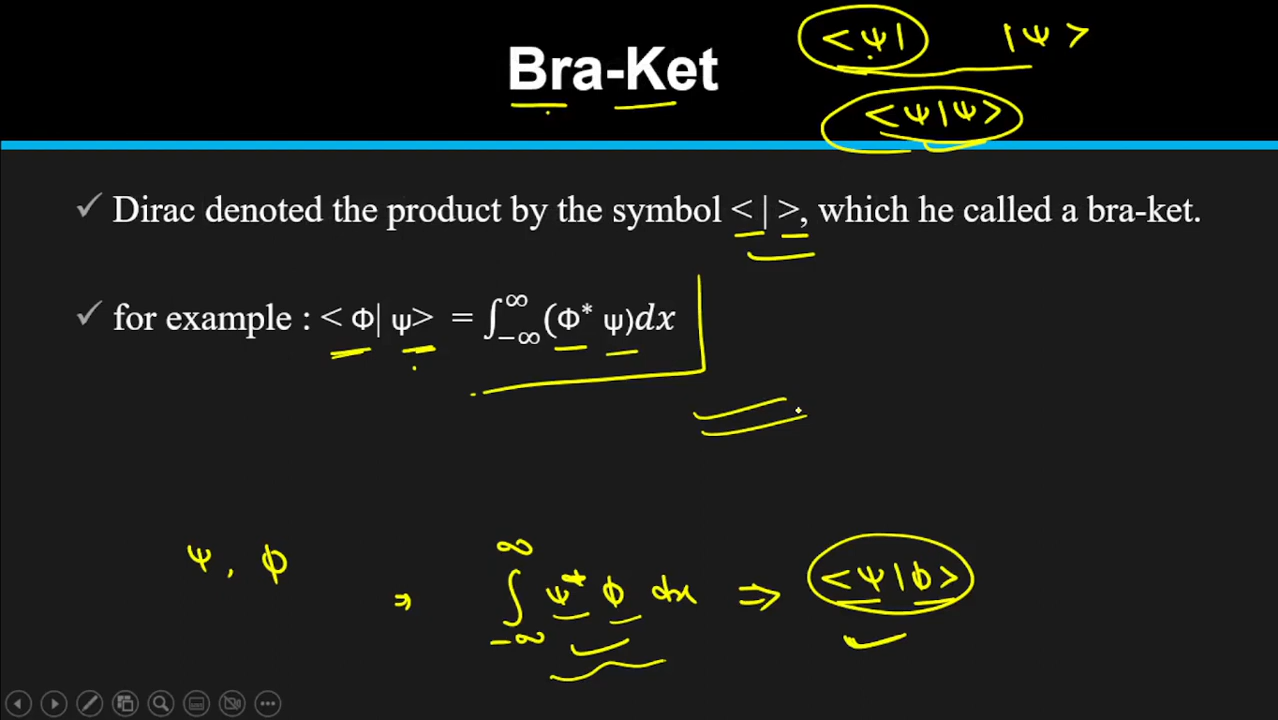 <Ψ| |Ψ>
Bra-Ket
<Ψ|Ψ>
✓ Dirac denoted the product by the symbol < | >, which he called a bra-ket.
✓ for example : < Φ| ψ> = ∫_{-∞}^{∞} (Φ* ψ)dx
Ψ, φ ⇒ ∫_{-∞}^{∞} Ψ* φ dx ⇒ <Ψ|φ>